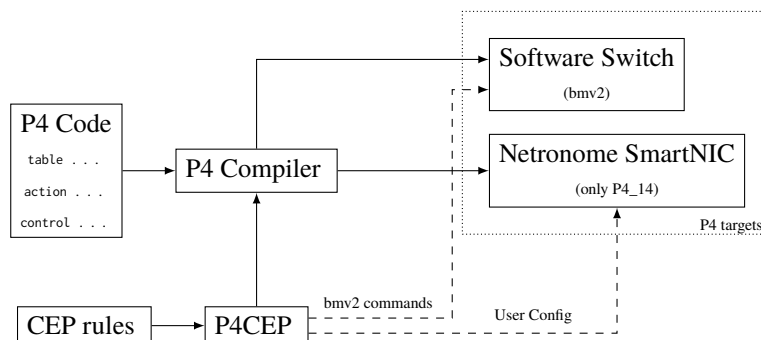 Software Switch
(bmv2)
P4 Code
table . . .
action . . .
control . . .
P4 Compiler
Netronome SmartNIC
(only P4_14)
P4 targets
bmv2 commands
User Config
CEP rules
P4CEP